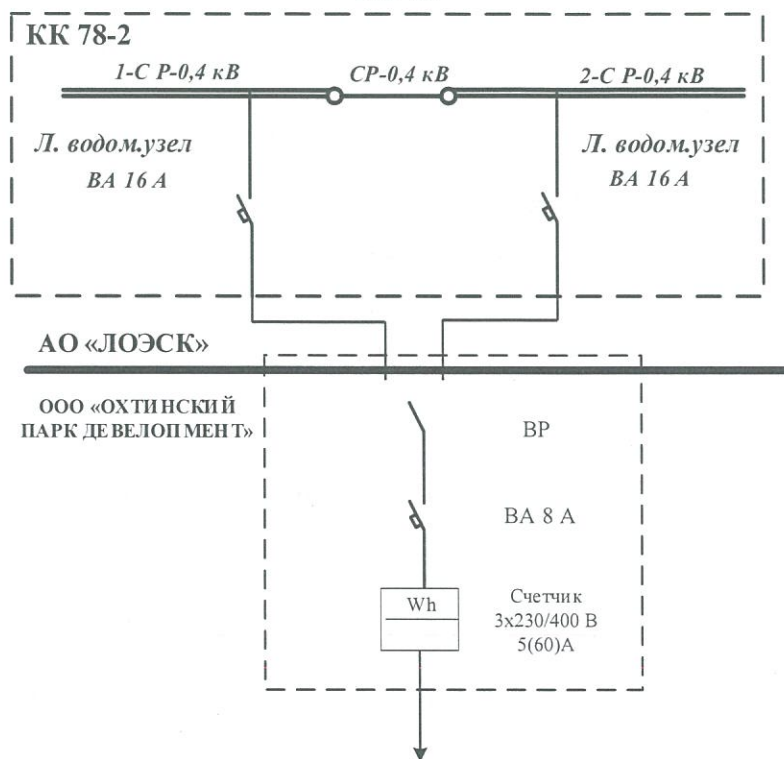 КК 78-2
1-С Р-0,4 кВ СР-0,4 кВ 2-С Р-0,4 кВ
Л. водом.узел Л. водом.узел
ВА 16 А ВА 16 А
АО «ЛОЭСК»
ООО «ОХТИНСКИЙ
ПАРК ДЕВЕЛОПМЕНТ»
ВР
ВА 8 А
Wh
Счетчик
3х230/400 В
5(60)А